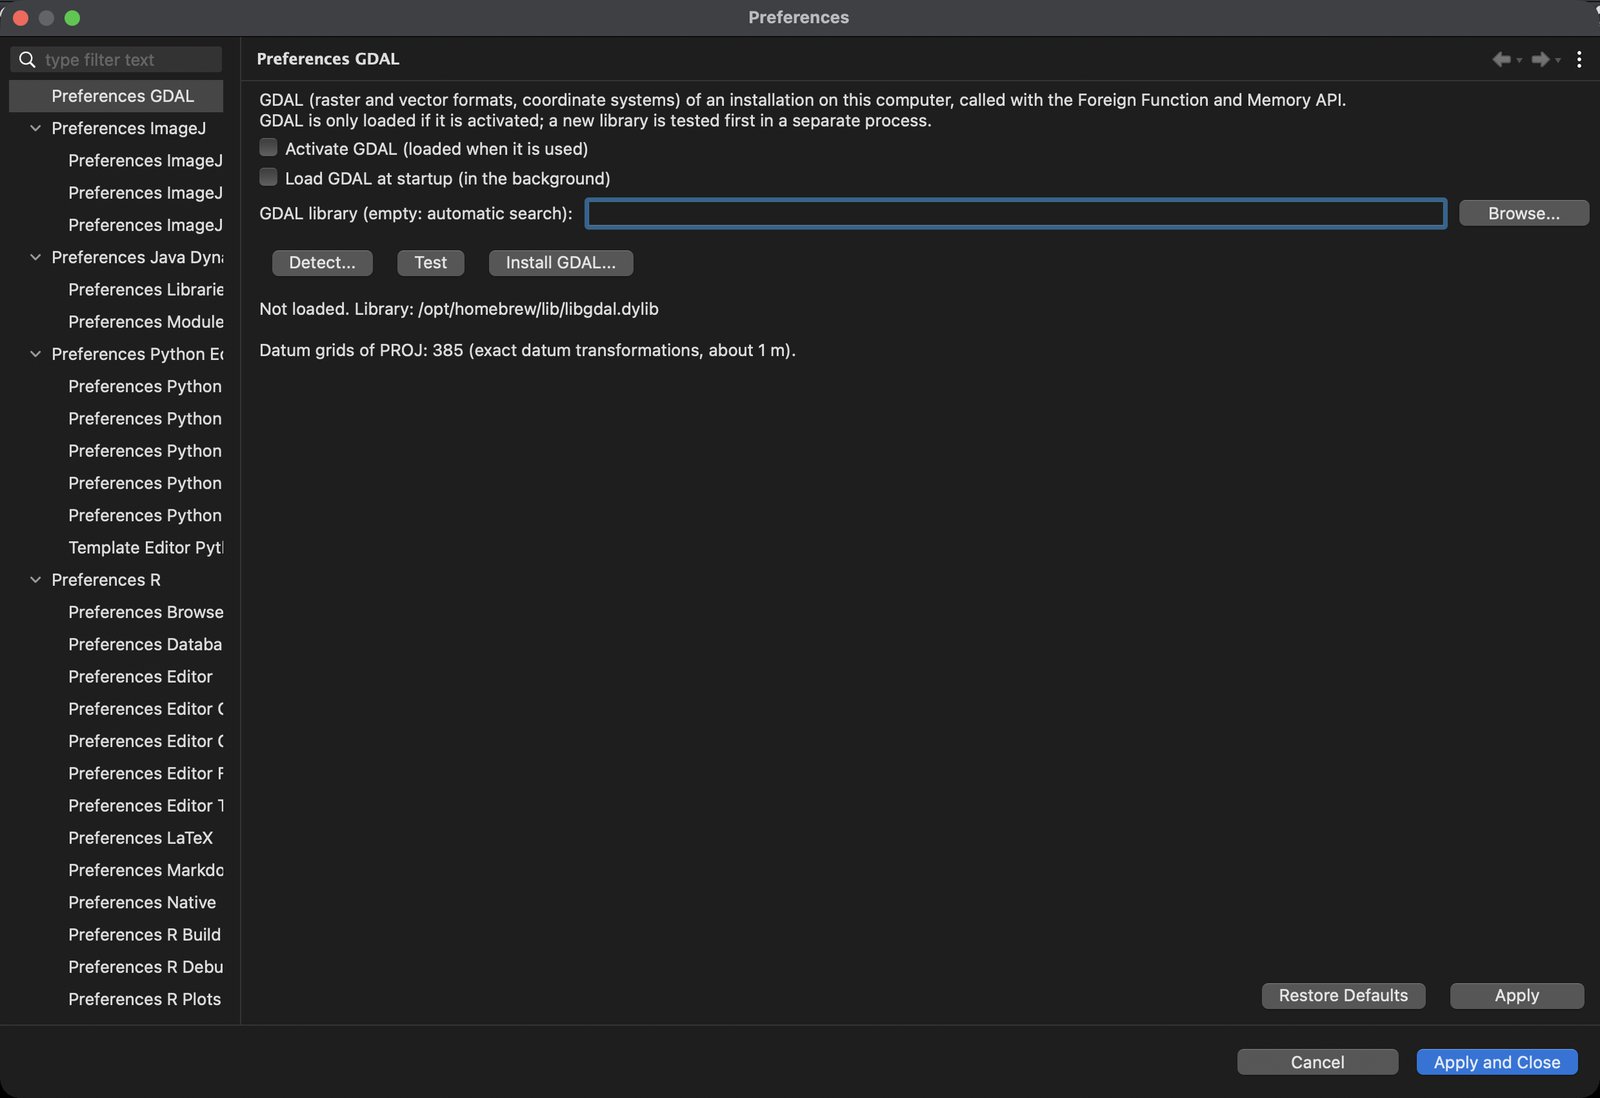 Preferences
type filter text
Preferences GDAL
Preferences ImageJ
Preferences ImageJ
Preferences ImageJ
Preferences ImageJ
Preferences Java Dyn
Preferences Librarie
Preferences Module
Preferences Python Ed
Preferences Python
Preferences Python
Preferences Python
Preferences Python
Preferences Python
Template Editor Pyt
Preferences R
Preferences Browse
Preferences Databa
Preferences Editor
Preferences Editor
Preferences Editor
Preferences Editor
Preferences Editor
Preferences LaTeX
Preferences Markdo
Preferences Native
Preferences R Build
Preferences R Debu
Preferences R Plots
Preferences GDAL
GDAL (raster and vector formats, coordinate systems) of an installation on this computer, called with the Foreign Function and Memory API.
GDAL is only loaded if it is activated; a new library is tested first in a separate process.
Activate GDAL (loaded when it is used)
Load GDAL at startup (in the background)
GDAL library (empty: automatic search):
Browse...
Detect... Test Install GDAL...
Not loaded. Library: /opt/homebrew/lib/libgdal.dylib
Datum grids of PROJ: 385 (exact datum transformations, about 1 m).
Restore Defaults Apply
Cancel Apply and Close